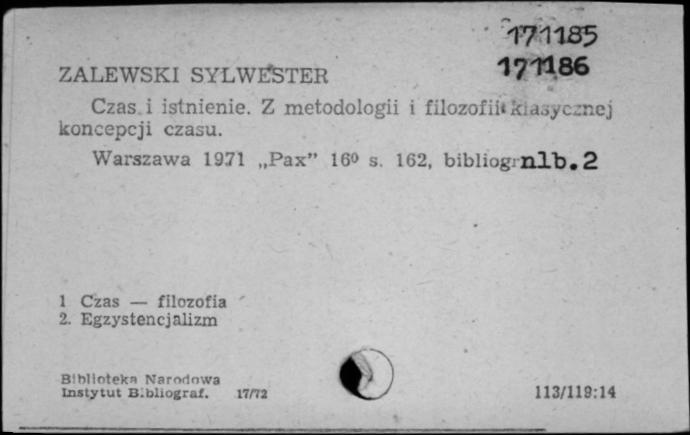 171185
171186
ZALEWSKI SYLWESTER
Czas i istnienie. Z metodologii i filozofii klasycznej
koncepcji czasu.
Warszawa 1971 „Pax” 16º s. 162, bibliogr nlb. 2
1 Czas — filozofia
2. Egzystencjalizm
Biblioteka Narodowa
Instytut Bibliograf. 17/72
113/119:14